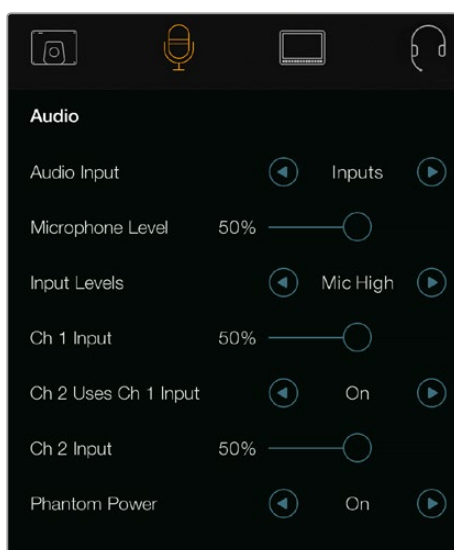 Audio
Audio Input Inputs
Microphone Level 50%
Input Levels Mic High
Ch 1 Input 50%
Ch 2 Uses Ch 1 Input On
Ch 2 Input 50%
Phantom Power On